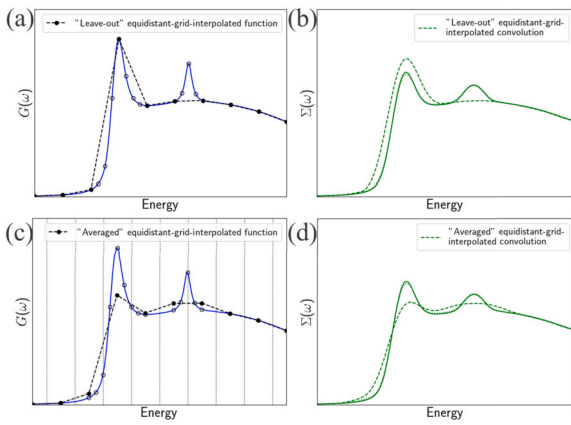 (a)
"Leave-out" equidistant-grid-interpolated function
G(ω)
Energy
(b)
"Leave-out" equidistant-grid-
interpolated convolution
Σ(ω)
Energy
(c)
"Averaged" equidistant-grid-interpolated function
G(ω)
Energy
(d)
"Averaged" equidistant-grid-
interpolated convolution
Σ(ω)
Energy